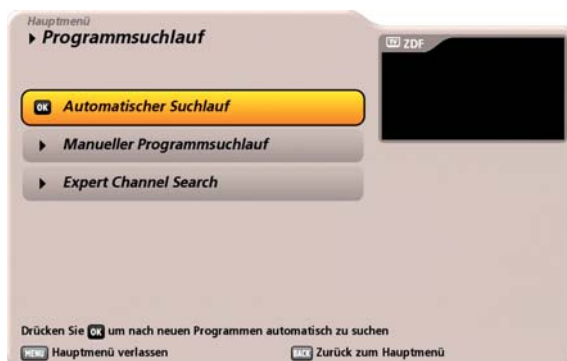 Hauptmenü
Programmsuchlauf
TV ZDF
OK Automatischer Suchlauf
Manueller Programmsuchlauf
Expert Channel Search
Drücken Sie OK um nach neuen Programmen automatisch zu suchen
MENU Hauptmenü verlassen
BACK Zurück zum Hauptmenü